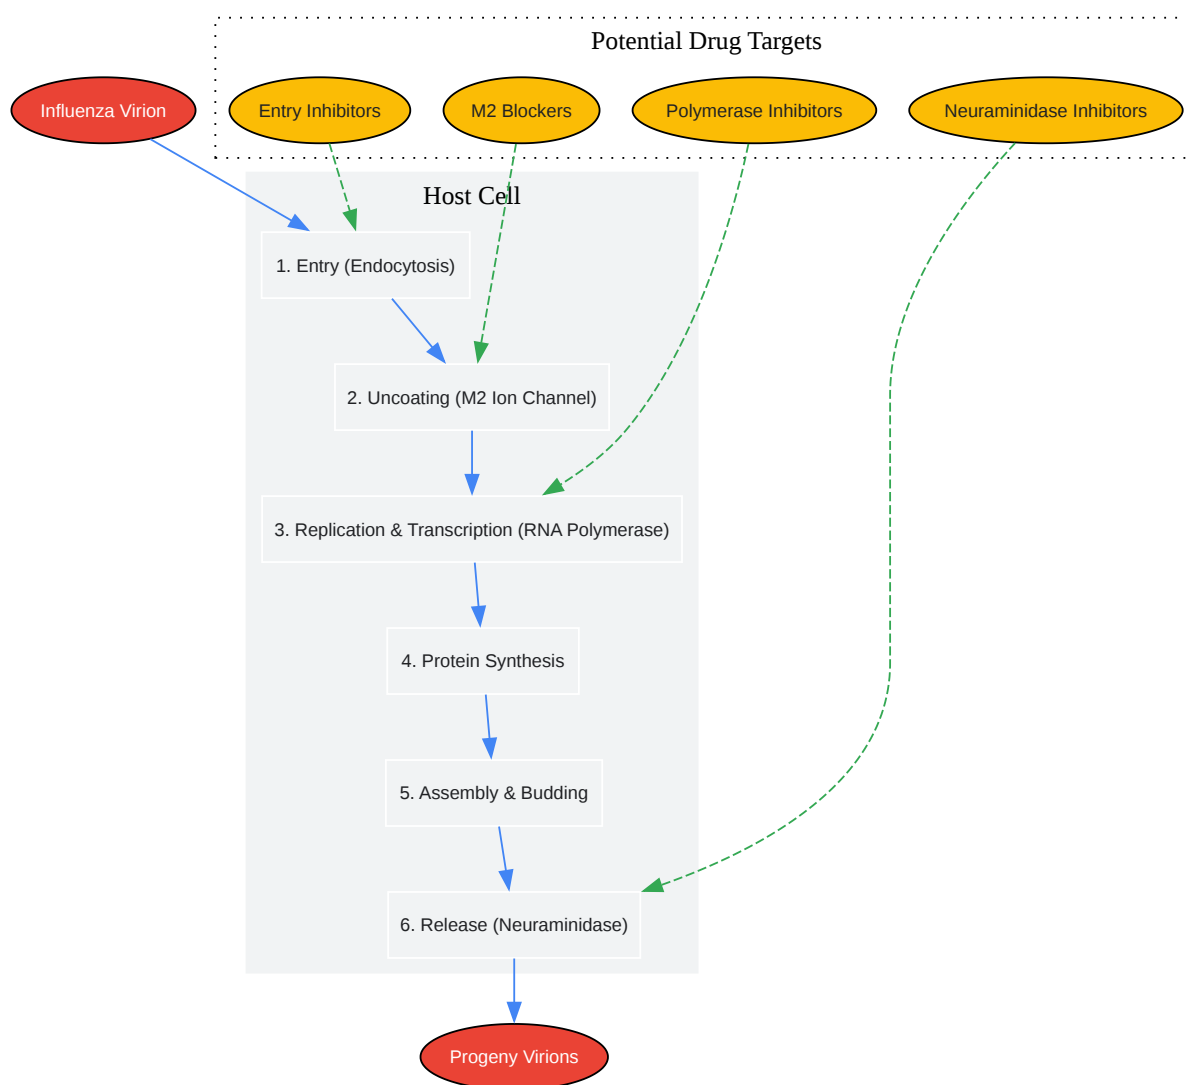 Potential Drug Targets
Influenza Virion
Entry Inhibitors
M2 Blockers
Polymerase Inhibitors
Neuraminidase Inhibitors
Host Cell
1. Entry (Endocytosis)
2. Uncoating (M2 Ion Channel)
3. Replication & Transcription (RNA Polymerase)
4. Protein Synthesis
5. Assembly & Budding
6. Release (Neuraminidase)
Progeny Virions